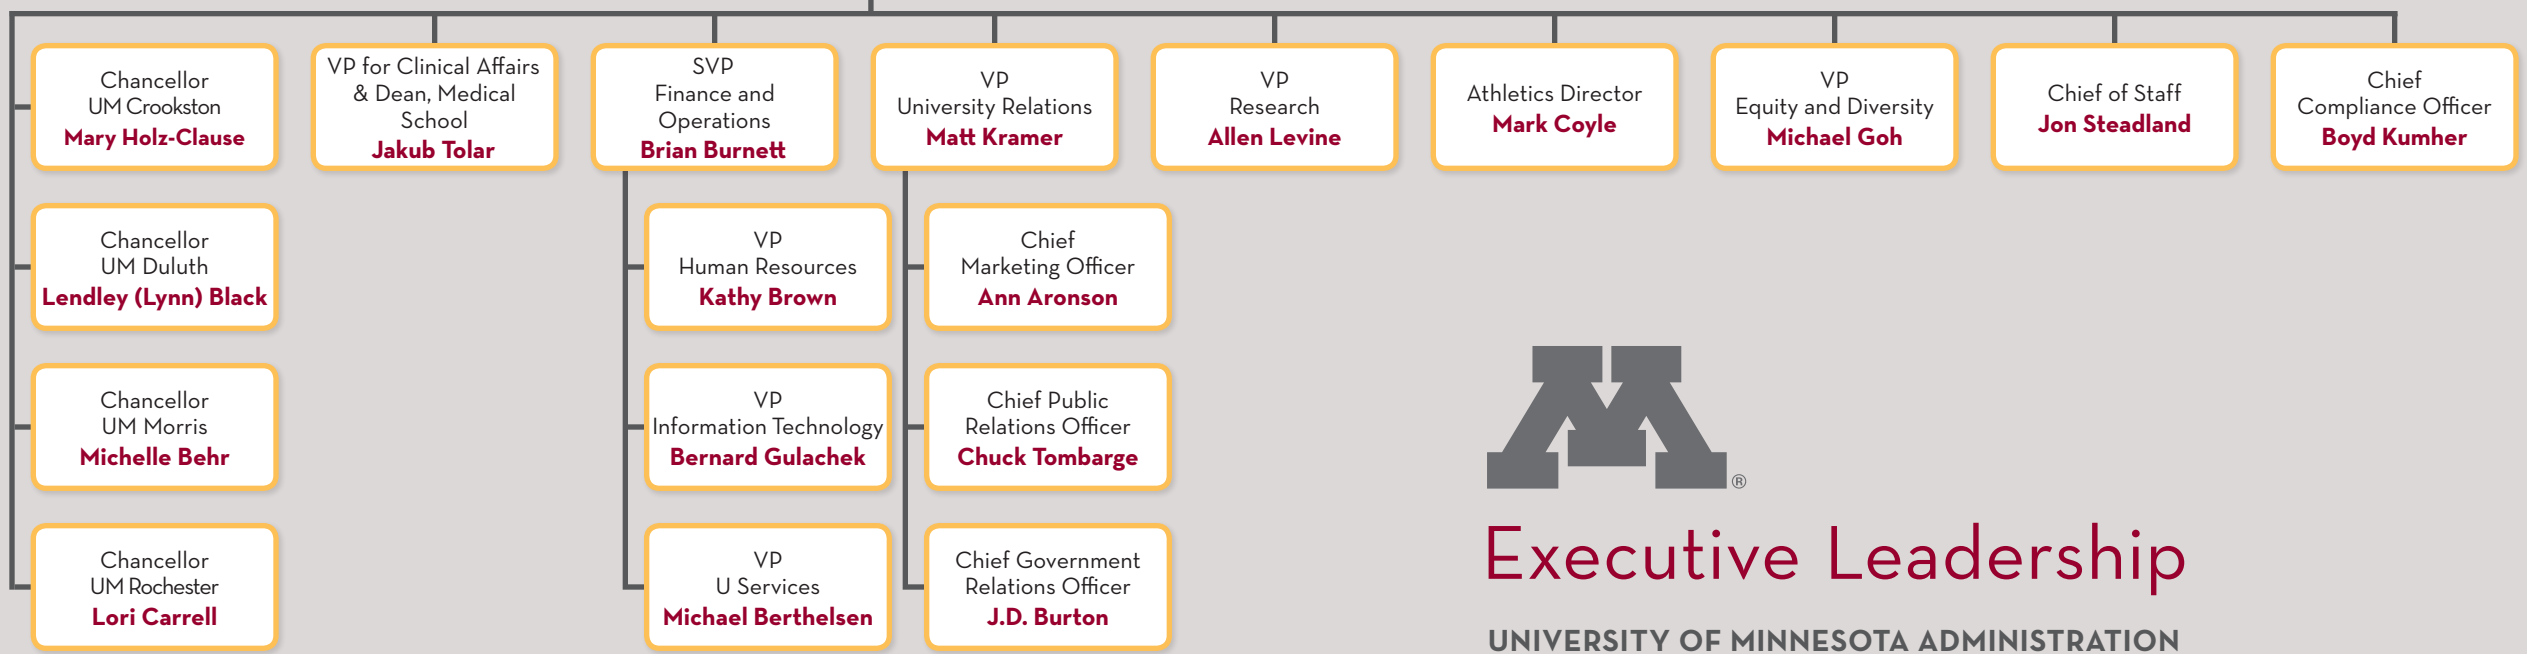 Chancellor
UM Crookston
Mary Holz-Clause
VP for Clinical Affairs
& Dean, Medical
School
Jakub Tolar
SVP
Finance and
Operations
Brian Burnett
VP
University Relations
Matt Kramer
VP
Research
Allen Levine
Athletics Director
Mark Coyle
VP
Equity and Diversity
Michael Goh
Chief of Staff
Jon Steadland
Chief
Compliance Officer
Boyd Kumher
Chancellor
UM Duluth
Lendley (Lynn) Black
VP
Human Resources
Kathy Brown
Chief
Marketing Officer
Ann Aronson
Chancellor
UM Morris
Michelle Behr
VP
Information Technology
Bernard Gulachek
Chief Public
Relations Officer
Chuck Tombarge
Chancellor
UM Rochester
Lori Carrell
VP
U Services
Michael Berthelsen
Chief Government
Relations Officer
J.D. Burton
M®
Executive Leadership
UNIVERSITY OF MINNESOTA ADMINISTRATION